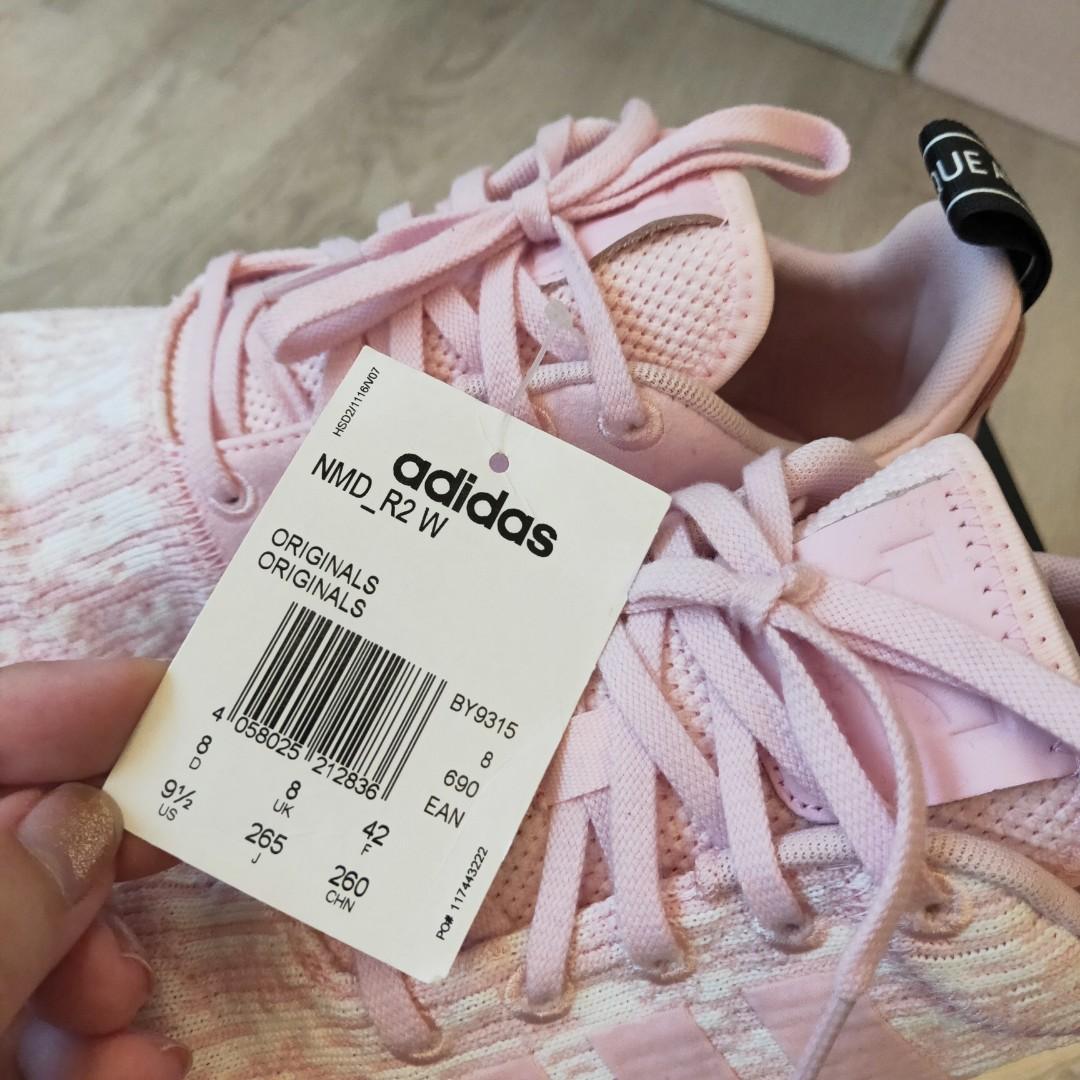 HSD2/1116/V07
adidas
NMD_R2 W
ORIGINALS
ORIGINALS
BY9315
8
690
EAN
4 058025 212836
8
D
8
UK
42
F
9½
US
265
J
260
CHN
PO# 117443222